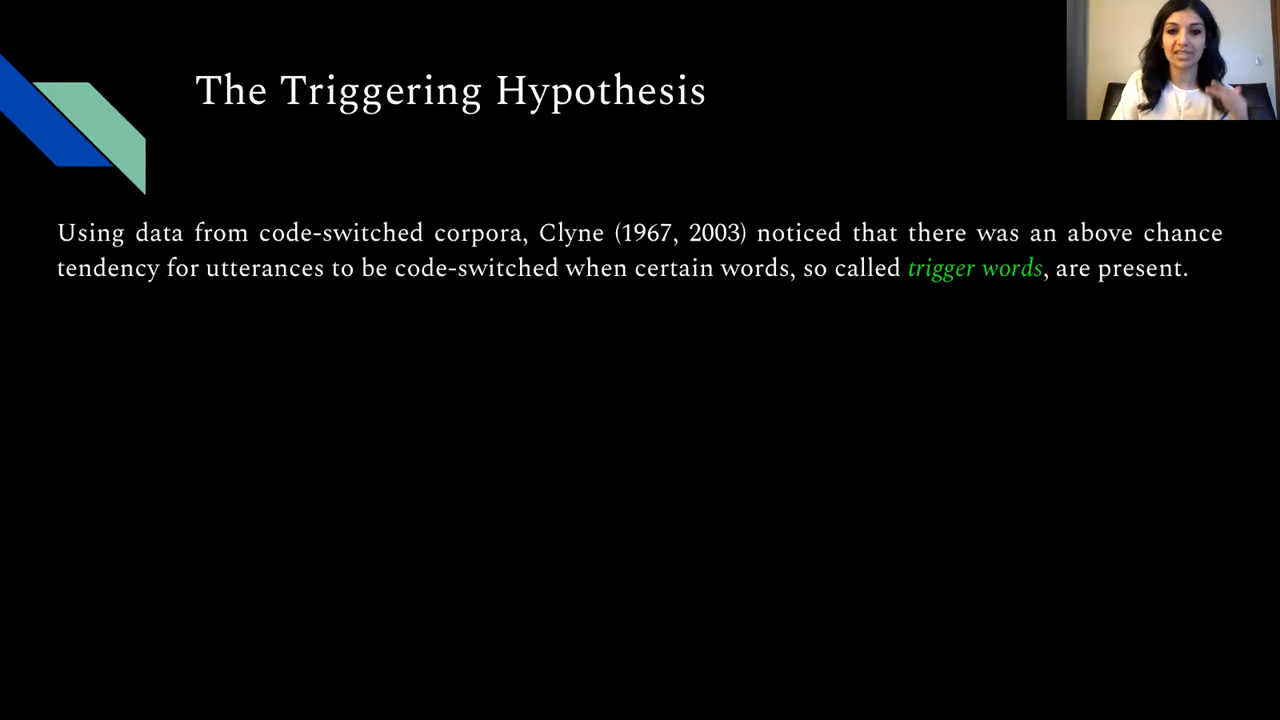 The Triggering Hypothesis
Using data from code-switched corpora, Clyne (1967, 2003) noticed that there was an above chance
tendency for utterances to be code-switched when certain words, so called trigger words, are present.